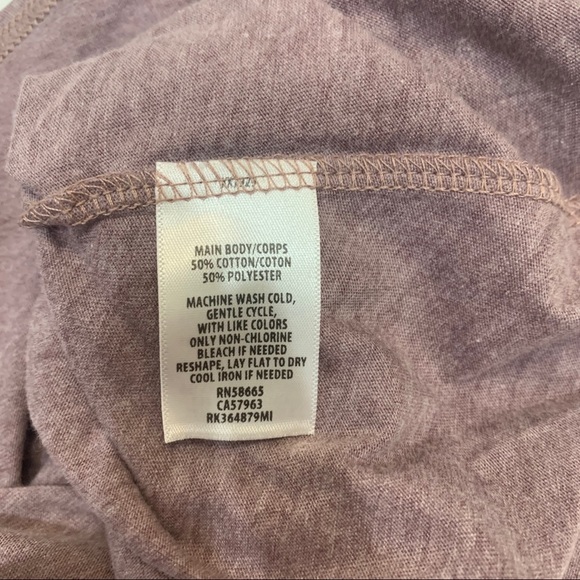 MAIN BODY/CORPS
50% COTTON/COTON
50% POLYESTER
MACHINE WASH COLD,
GENTLE CYCLE,
WITH LIKE COLORS
ONLY NON-CHLORINE
BLEACH IF NEEDED
RESHAPE, LAY FLAT TO DRY
COOL IRON IF NEEDED
RN58665
CA57963
RK364879MI